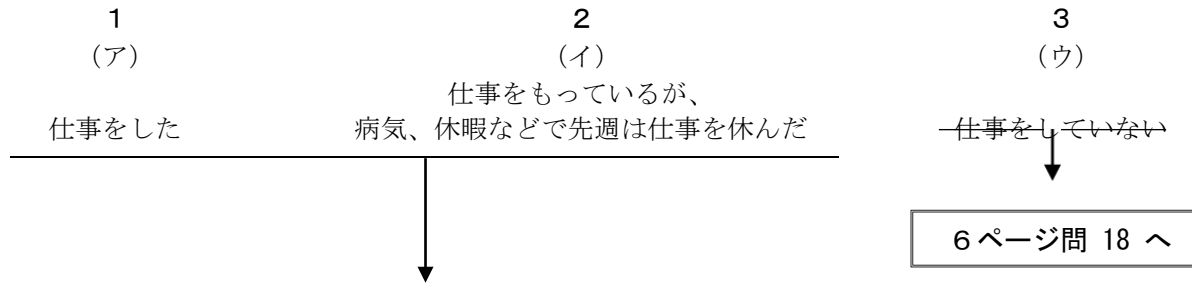 1 2 3
(ア) (イ) (ウ)
仕事をもっているが、
仕事をした 病気、休暇などで先週は仕事を休んだ 仕事をしていない
6ページ問 18 へ